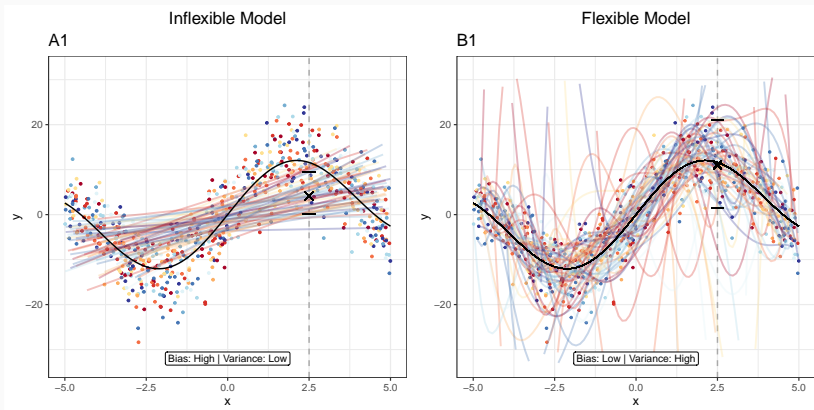 Inflexible Model
Flexible Model
A1
B1
20
0
−20
y
Bias: High | Variance: Low
−5.0
−2.5
0.0
2.5
5.0
x
20
0
−20
y
Bias: Low | Variance: High
−5.0
−2.5
0.0
2.5
5.0
x